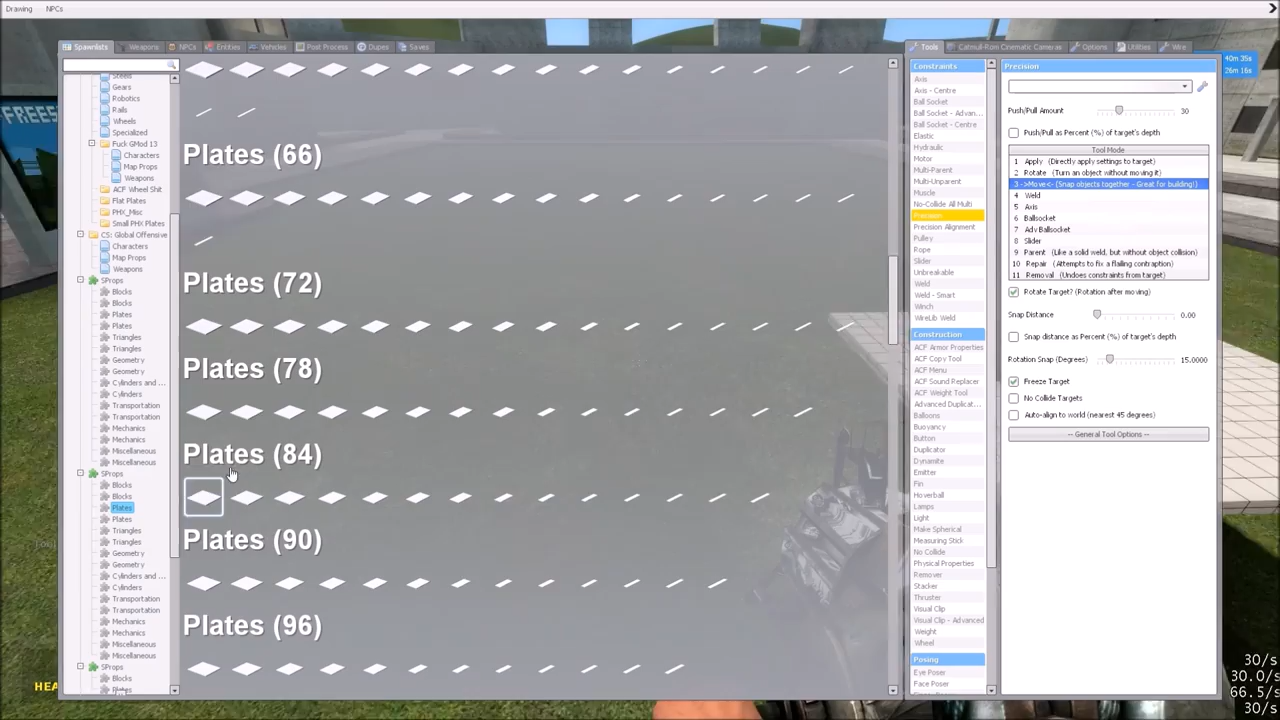 Drawing NPCs
Spawnlists Weapons NPCs Entities Vehicles Post Process Dupes Saves
Steels
Gears
Robotics
Rails
Wheels
Specialized
Fuck GMod 13
Characters
Map Props
Weapons
ACF Wheel Shit
Flat Plates
PHX_Misc
Small PHX Plates
CS: Global Offensive
Characters
Map Props
Weapons
SProps
Blocks
Blocks
Plates
Plates
Triangles
Triangles
Geometry
Geometry
Cylinders and ...
Cylinders
Transportation
Transportation
Mechanics
Mechanics
Miscellaneous
Miscellaneous
SProps
Blocks
Blocks
Plates
Plates
Triangles
Triangles
Geometry
Geometry
Cylinders and ...
Cylinders
Transportation
Transportation
Mechanics
Mechanics
Miscellaneous
Miscellaneous
SProps
Blocks
Plates
Plates (66)
Plates (72)
Plates (78)
Plates (84)
Plates (90)
Plates (96)
Tools Catmull-Rom Cinematic Cameras Options Utilities Wire
Constraints
Axis
Axis - Centre
Ball Socket
Ball Socket - Advan...
Ball Socket - Centre
Elastic
Hydraulic
Motor
Multi-Parent
Multi-Unparent
Muscle
No-Collide All Multi
Precision
Precision Alignment
Pulley
Rope
Slider
Unbreakable
Weld
Weld - Smart
Winch
WireLib Weld
Construction
ACF Armor Properties
ACF Copy Tool
ACF Menu
ACF Sound Replacer
ACF Weight Tool
Advanced Duplicat...
Balloons
Buoyancy
Button
Duplicator
Dynamite
Emitter
Fin
Hoverball
Lamps
Light
Make Spherical
Measuring Stick
No Collide
Physical Properties
Remover
Stacker
Thruster
Visual Clip
Visual Clip - Advanced
Weight
Wheel
Posing
Eye Poser
Face Poser
Precision
Push/Pull Amount 30
Push/Pull as Percent (%) of target's depth
Tool Mode
1 Apply (Directly apply settings to target)
2 Rotate (Turn an object without moving it)
3 ->Move<- (Snap objects together - Great for building!)
4 Weld
5 Axis
6 Ballsocket
7 Adv Ballsocket
8 Slider
9 Parent (Like a solid weld, but without object collision)
10 Repair (Attempts to fix a flailing contraption)
11 Removal (Undoes constraints from target)
Rotate Target? (Rotation after moving)
Snap Distance 0.00
Snap distance as Percent (%) of target's depth
Rotation Snap (Degrees) 15.0000
Freeze Target
No Collide Targets
Auto-align to world (nearest 45 degrees)
-- General Tool Options --
40m 35s
26m 16s
FREES
HEA
30/s
30.0/s
66.5/s
30/s